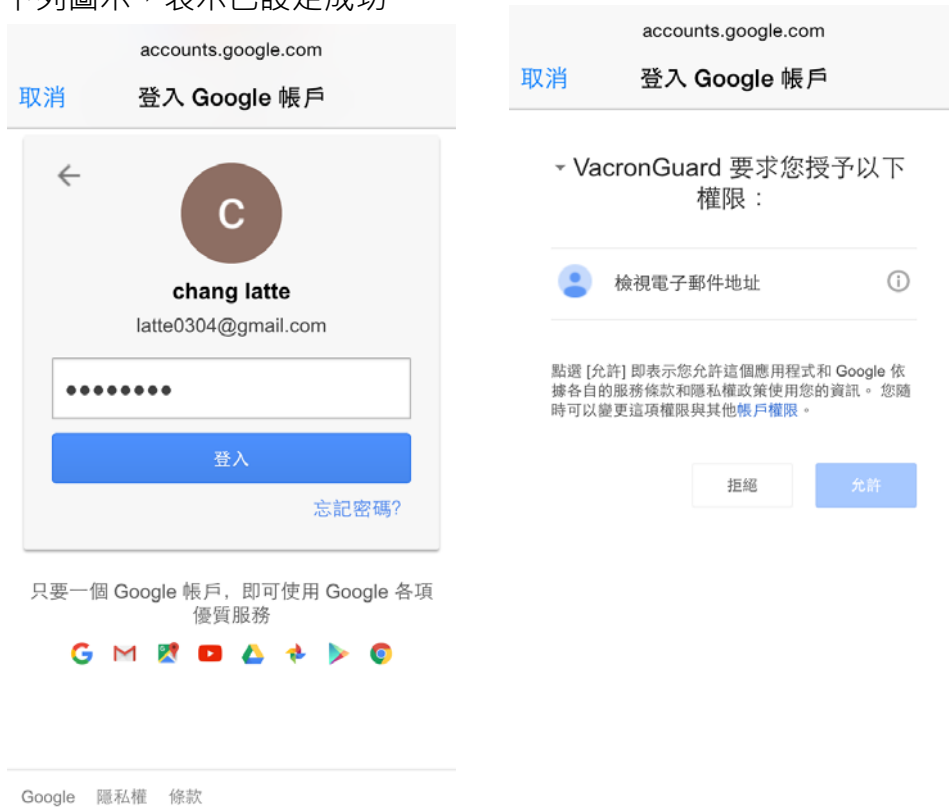 下列圖示，表示已設定成功
accounts.google.com
取消 登入 Google 帳戶
C
chang latte
latte0304@gmail.com
登入
忘記密碼?
只要一個 Google 帳戶，即可使用 Google 各項
優質服務
Google 隱私權 條款
accounts.google.com
取消 登入 Google 帳戶
VacronGuard 要求您授予以下
權限：
檢視電子郵件地址
點選 [允許] 即表示您允許這個應用程式和 Google 依
據各自的服務條款和隱私權政策使用您的資訊。 您隨
時可以變更這項權限與其他帳戶權限。
拒絕 允許